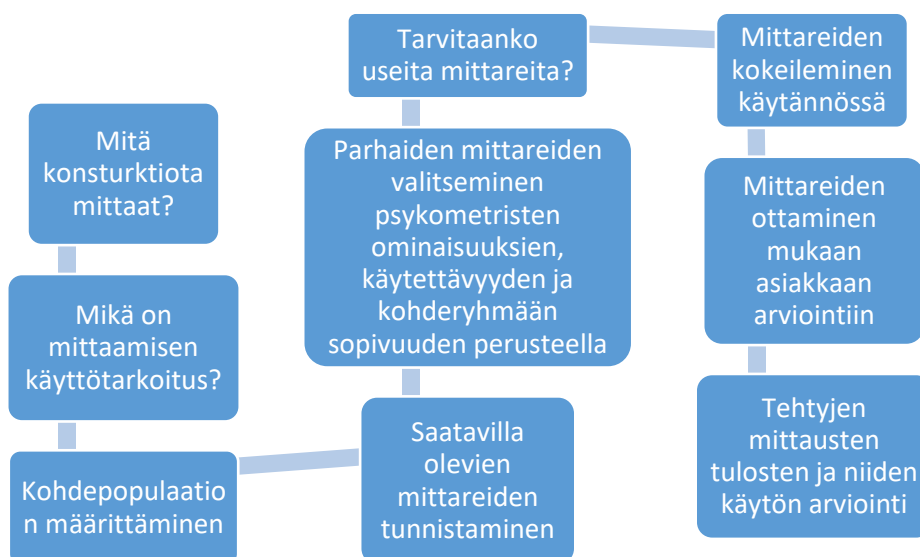 Mitä
konsturktiota
mittaat?
Mikä on
mittaamisen
käyttötarkoitus?
Kohdepopulaatio
n määrittäminen
Saatavilla
olevien
mittareiden
tunnistaminen
Parhaiden mittareiden
valitseminen
psykometristen
ominaisuuksien,
käytettävyyden ja
kohderyhmään
sopivuuden perusteella
Tarvitaanko
useita mittareita?
Mittareiden
kokeileminen
käytännössä
Mittareiden
ottaminen
mukaan
asiakkaan
arviointiin
Tehtyjen
mittausten
tulosten ja niiden
käytön arviointi